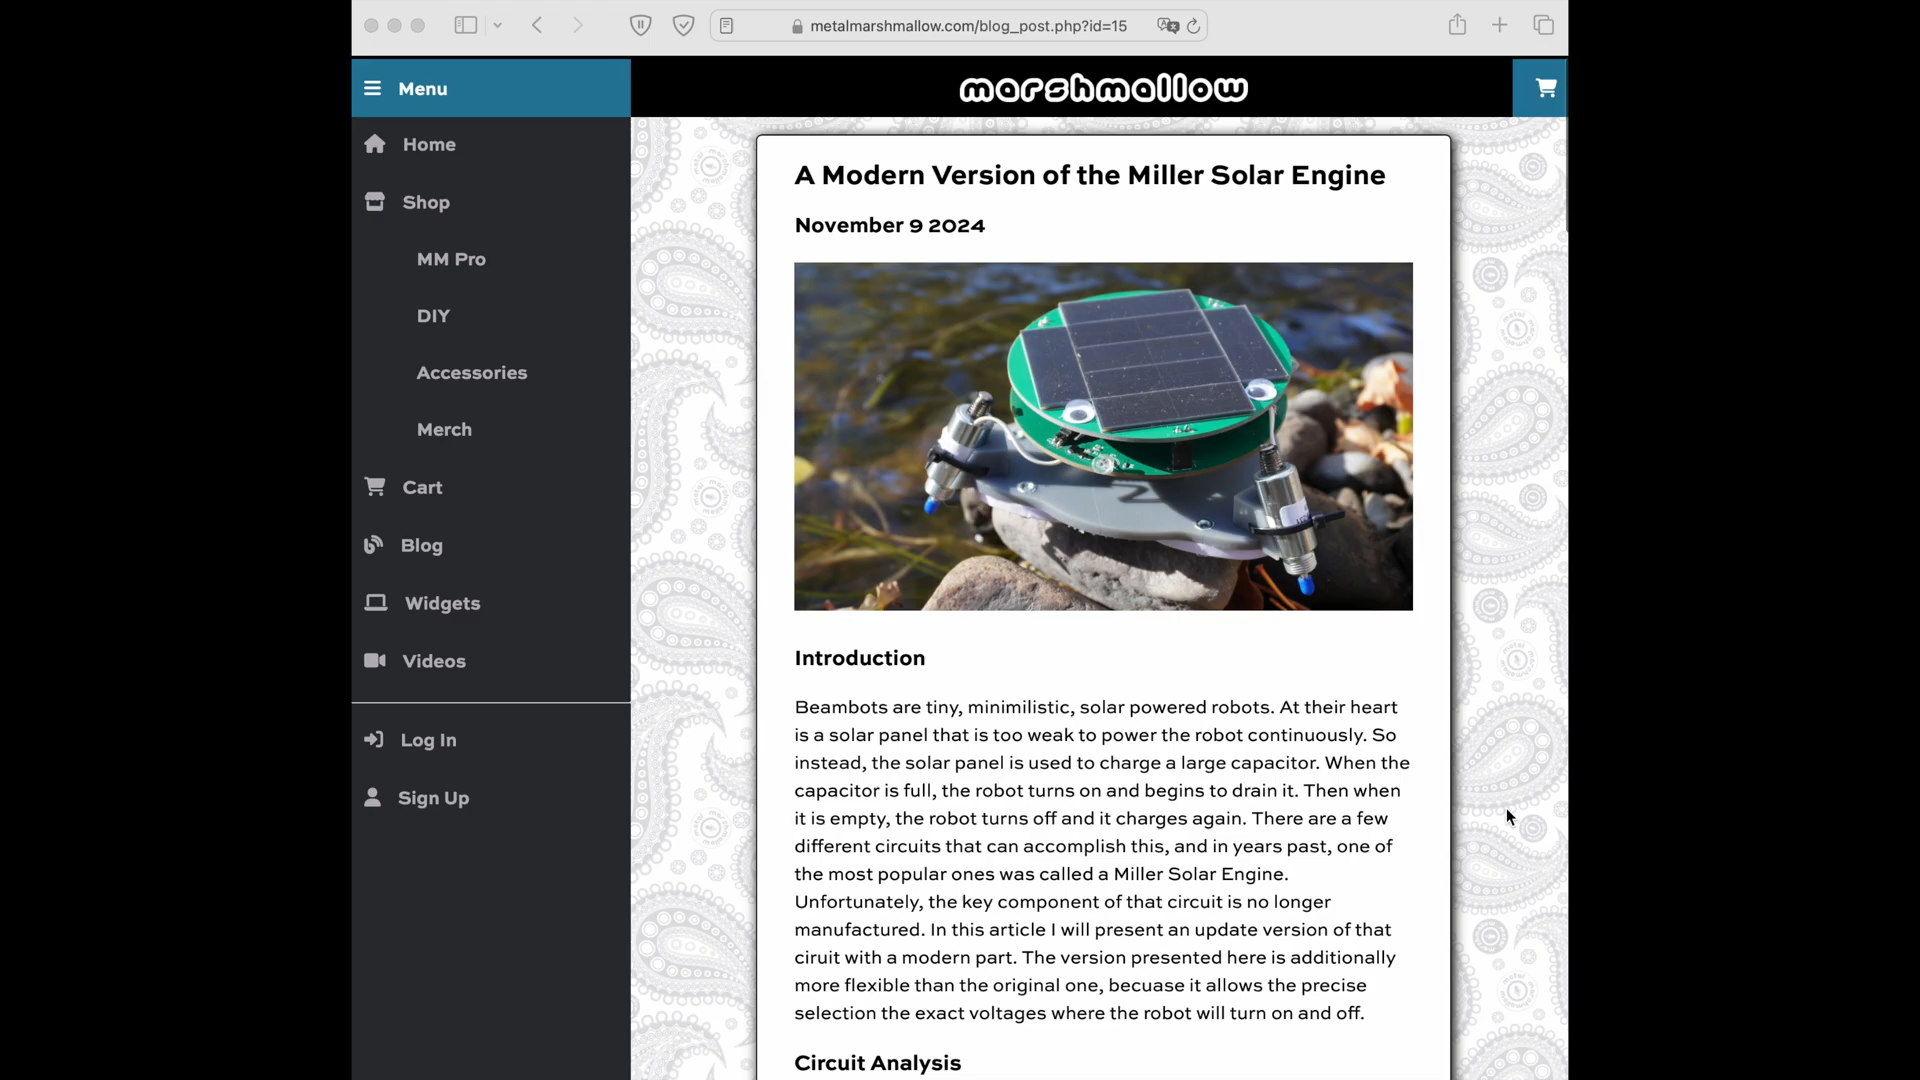 metalmarshmallow.com/blog_post.php?id=15
Menu
marshmallow
Home
Shop
MM Pro
DIY
Accessories
Merch
Cart
Blog
Widgets
Videos
Log In
Sign Up
A Modern Version of the Miller Solar Engine
November 9 2024
Introduction
Beambots are tiny, minimilistic, solar powered robots. At their heart
is a solar panel that is too weak to power the robot continuously. So
instead, the solar panel is used to charge a large capacitor. When the
capacitor is full, the robot turns on and begins to drain it. Then when
it is empty, the robot turns off and it charges again. There are a few
different circuits that can accomplish this, and in years past, one of
the most popular ones was called a Miller Solar Engine.
Unfortunately, the key component of that circuit is no longer
manufactured. In this article I will present an update version of that
ciruit with a modern part. The version presented here is additionally
more flexible than the original one, becuase it allows the precise
selection the exact voltages where the robot will turn on and off.
Circuit Analysis